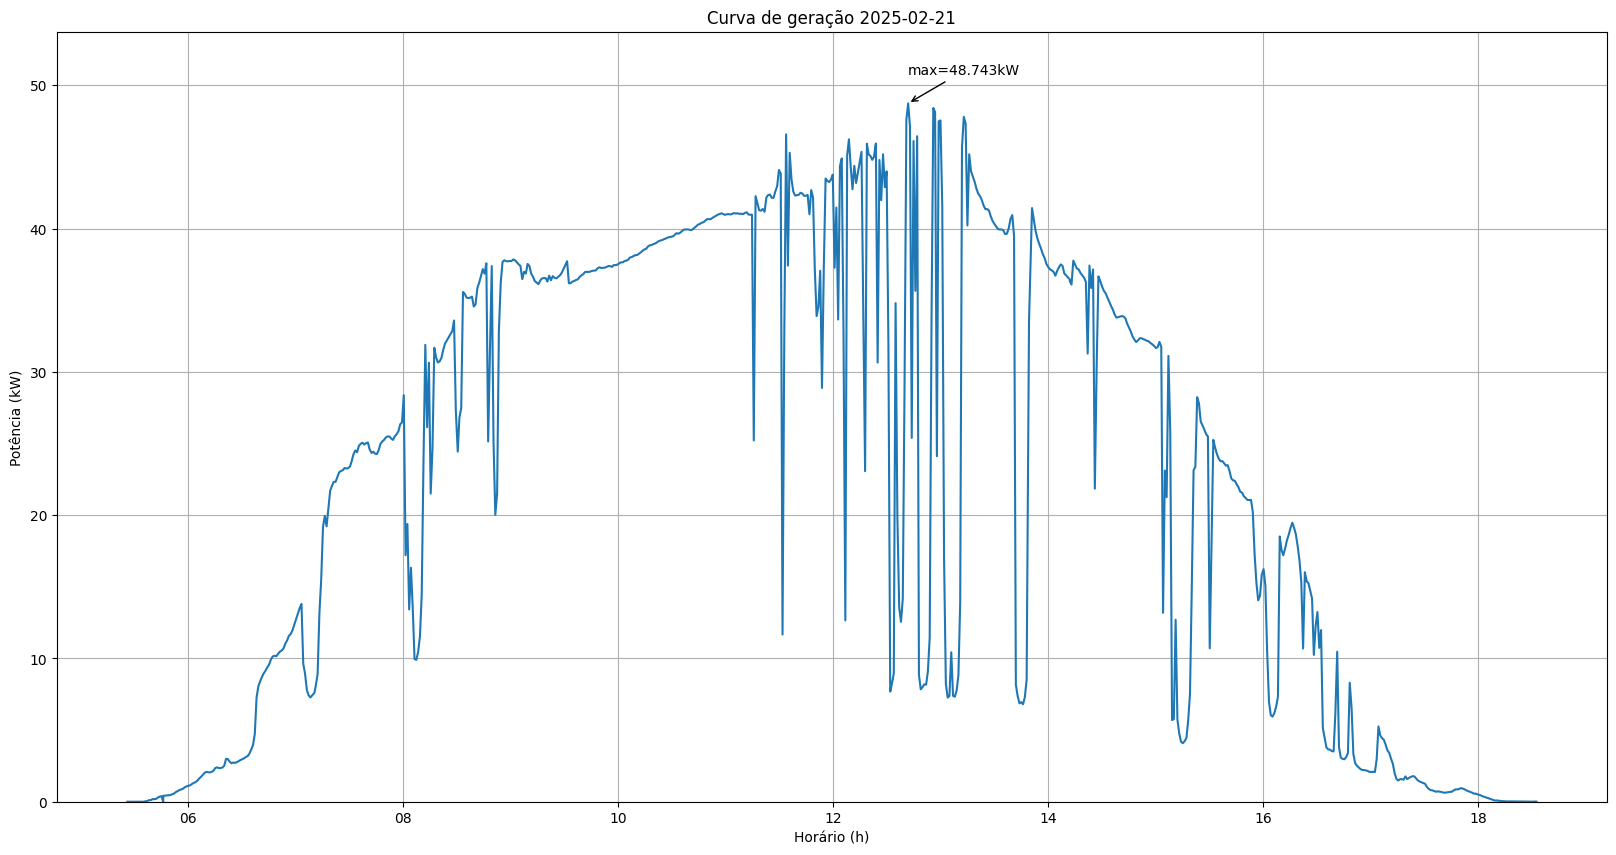 Curva de geração 2025-02-21
max=48.743kW
50
40
30
20
10
0
Potência (kW)
06 08 10 12 14 16 18
Horário (h)